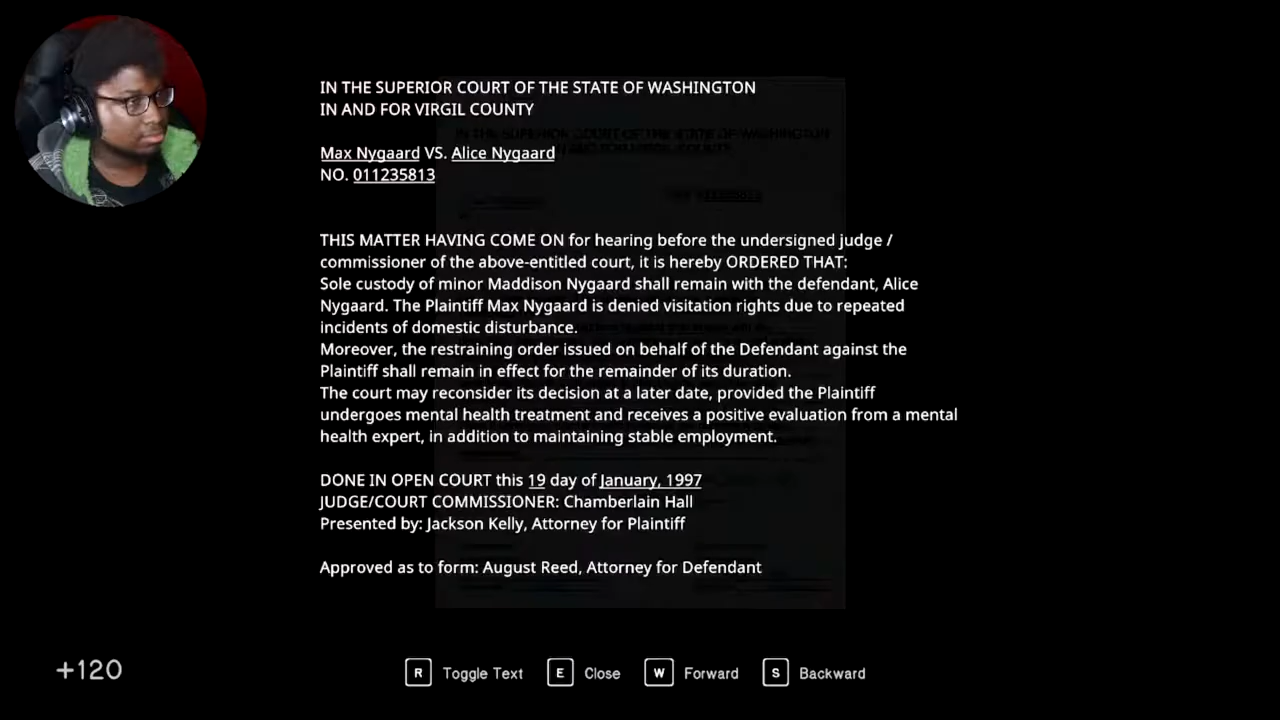 IN THE SUPERIOR COURT OF THE STATE OF WASHINGTON
IN AND FOR VIRGIL COUNTY
Max Nygaard VS. Alice Nygaard
NO. 011235813
THIS MATTER HAVING COME ON for hearing before the undersigned judge /
commissioner of the above-entitled court, it is hereby ORDERED THAT:
Sole custody of minor Maddison Nygaard shall remain with the defendant, Alice
Nygaard. The Plaintiff Max Nygaard is denied visitation rights due to repeated
incidents of domestic disturbance.
Moreover, the restraining order issued on behalf of the Defendant against the
Plaintiff shall remain in effect for the remainder of its duration.
The court may reconsider its decision at a later date, provided the Plaintiff
undergoes mental health treatment and receives a positive evaluation from a mental
health expert, in addition to maintaining stable employment.
DONE IN OPEN COURT this 19 day of January, 1997
JUDGE/COURT COMMISSIONER: Chamberlain Hall
Presented by: Jackson Kelly, Attorney for Plaintiff
Approved as to form: August Reed, Attorney for Defendant
+120
R Toggle Text E Close W Forward S Backward